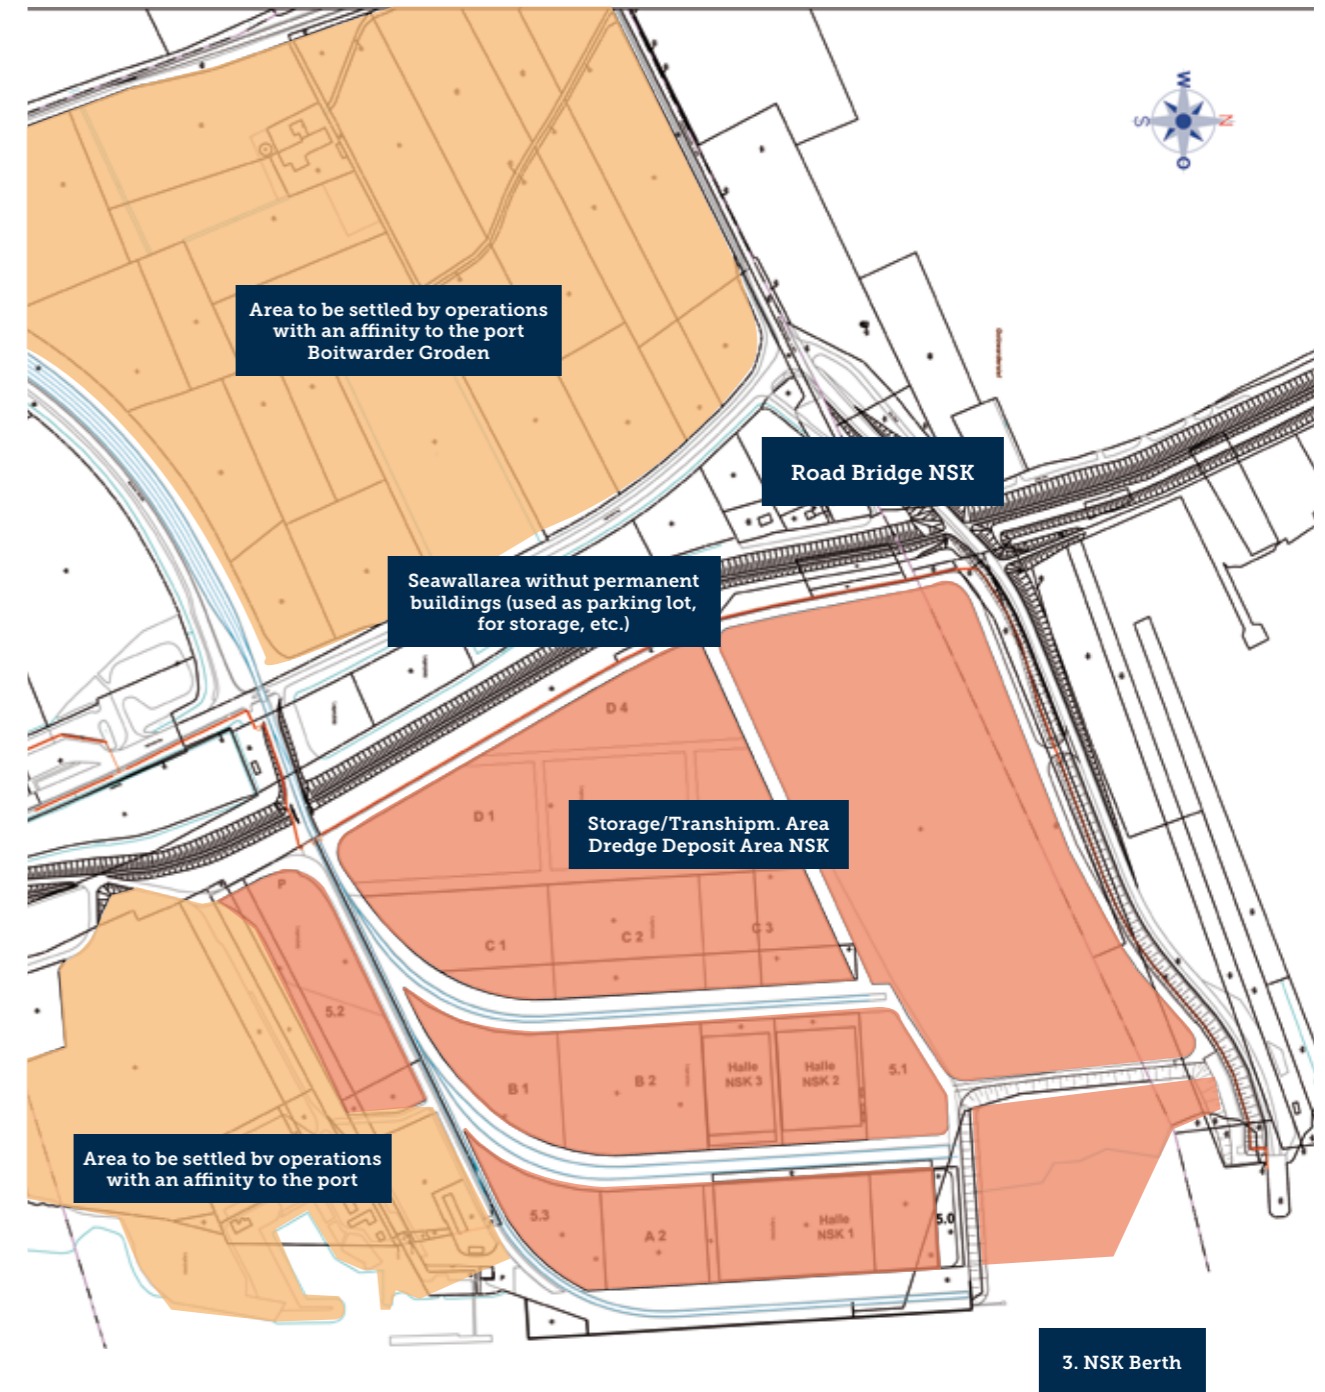 W
S
N
O
Area to be settled by operations
with an affinity to the port
Boitwarder Groden
Road Bridge NSK
Seawallarea withut permanent
buildings (used as parking lot,
for storage, etc.)
D 4
D 1
Storage/Transhipm. Area
Dredge Deposit Area NSK
P
C 1
C 2
C 3
5.2
B 1
B 2
Halle
NSK 3
Halle
NSK 2
5.1
Area to be settled by operations
with an affinity to the port
5.3
A 2
Halle
NSK 1
5.0
P
3. NSK Berth